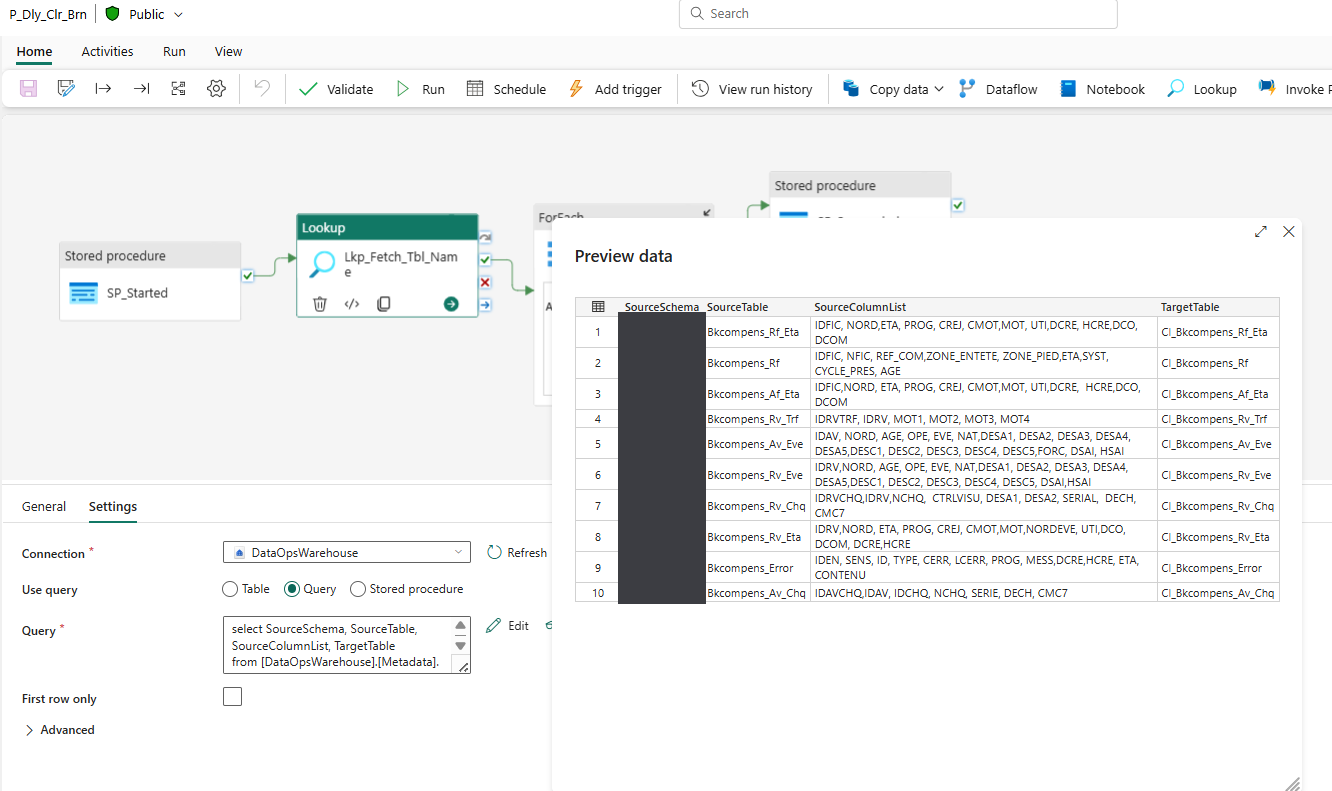 P_Dly_Clr_Brn
Public
Search
Home Activities Run View
Validate Run Schedule Add trigger View run history Copy data Dataflow Notebook Lookup Invoke
Stored procedure
SP_Started
Lookup
Lkp_Fetch_Tbl_Nam
e
ForEach
A
Stored procedure
General Settings
Connection *
DataOpsWarehouse
Refresh
Use query
Table Query Stored procedure
Query *
select SourceSchema, SourceTable,
SourceColumnList, TargetTable
from [DataOpsWarehouse].[Metadata].
Edit
First row only
Advanced
Preview data
SourceSchema SourceTable SourceColumnList TargetTable
1 Bkcompens_Rf_Eta IDFIC, NORD,ETA, PROG, CREJ, CMOT,MOT, UTI,DCRE, HCRE,DCO,
DCOM Cl_Bkcompens_Rf_Eta
2 Bkcompens_Rf IDFIC, NFIC, REF_COM,ZONE_ENTETE, ZONE_PIED,ETA,SYST,
CYCLE_PRES, AGE Cl_Bkcompens_Rf
3 Bkcompens_Af_Eta IDFIC,NORD, ETA, PROG, CREJ, CMOT,MOT, UTI,DCRE, HCRE,DCO,
DCOM Cl_Bkcompens_Af_Eta
4 Bkcompens_Rv_Trf IDRVTRF, IDRV, MOT1, MOT2, MOT3, MOT4 Cl_Bkcompens_Rv_Trf
5 Bkcompens_Av_Eve IDAV, NORD, AGE, OPE, EVE, NAT,DESA1, DESA2, DESA3, DESA4,
DESA5,DESC1, DESC2, DESC3, DESC4, DESC5,FORC, DSAI, HSAI Cl_Bkcompens_Av_Eve
6 Bkcompens_Rv_Eve IDRV,NORD, AGE, OPE, EVE, NAT,DESA1, DESA2, DESA3, DESA4,
DESA5,DESC1, DESC2, DESC3, DESC4, DESC5, DSAI,HSAI Cl_Bkcompens_Rv_Eve
7 Bkcompens_Rv_Chq IDRVCHQ,IDRV,NCHQ, CTRLVISU, DESA1, DESA2, SERIAL, DECH,
CMC7 Cl_Bkcompens_Rv_Chq
8 Bkcompens_Rv_Eta IDRV,NORD, ETA, PROG, CREJ, CMOT,MOT,NORDEVE, UTI,DCO,
DCOM, DCRE,HCRE Cl_Bkcompens_Rv_Eta
9 Bkcompens_Error IDEN, SENS, ID, TYPE, CERR, LCERR, PROG, MESS,DCRE,HCRE, ETA,
CONTENU Cl_Bkcompens_Error
10 Bkcompens_Av_Chq IDAVCHQ,IDAV, IDCHQ, NCHQ, SERIE, DECH, CMC7 Cl_Bkcompens_Av_Chq